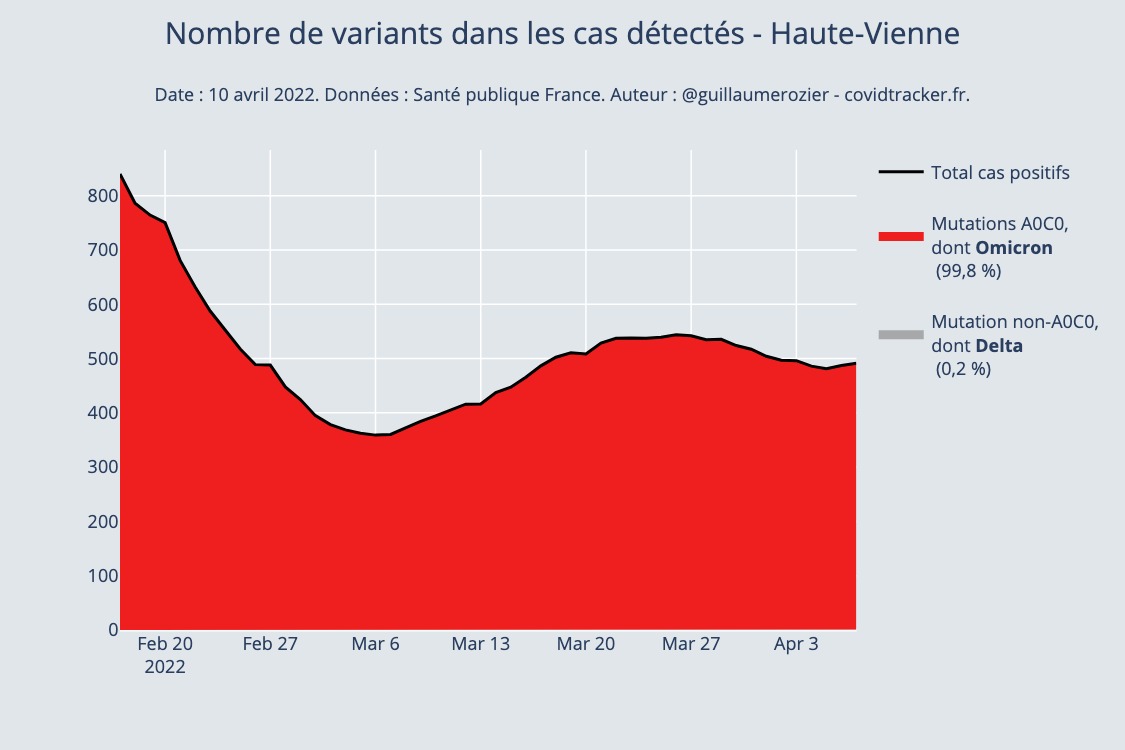 Nombre de variants dans les cas détectés - Haute-Vienne
Date : 10 avril 2022. Données : Santé publique France. Auteur : @guillaumerozier - covidtracker.fr.
800
700
600
500
400
300
200
100
0
Feb 20
2022
Feb 27
Mar 6
Mar 13
Mar 20
Mar 27
Apr 3
Total cas positifs
Mutations A0C0,
dont Omicron
(99,8 %)
Mutation non-A0C0,
dont Delta
(0,2 %)